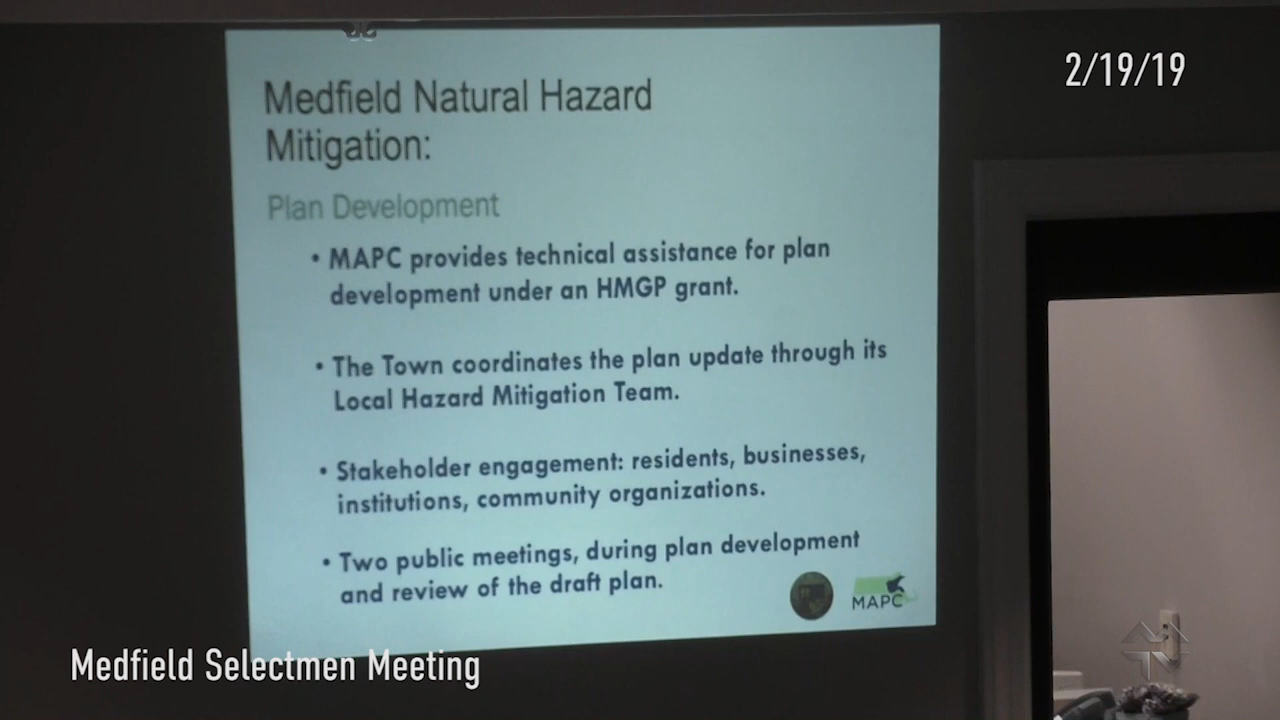 2/19/19
Medfield Natural Hazard
Mitigation:
Plan Development
• MAPC provides technical assistance for plan
development under an HMGP grant.
• The Town coordinates the plan update through its
Local Hazard Mitigation Team.
• Stakeholder engagement: residents, businesses,
institutions, community organizations.
• Two public meetings, during plan development
and review of the draft plan.
MAPC
Medfield Selectmen Meeting